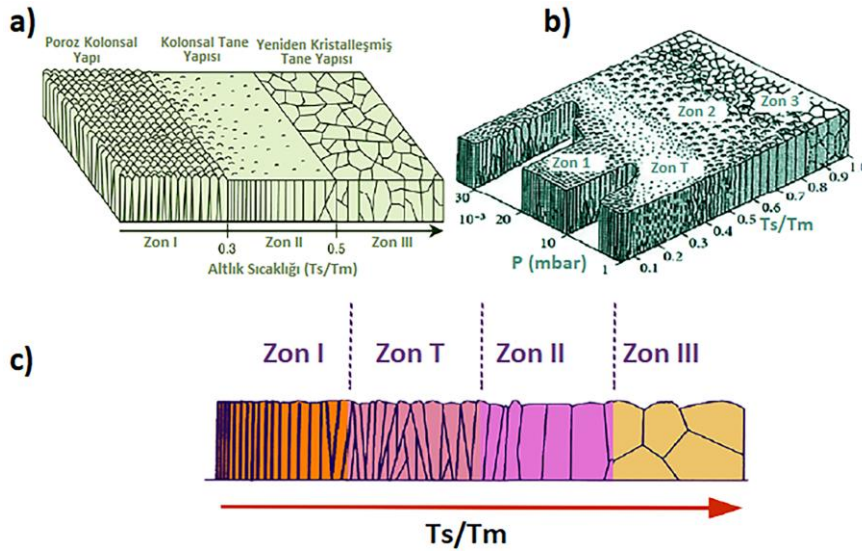 a)
Poroz Kolonsal
Yapı
Kolonsal Tane
Yapısı
Yeniden Kristalleşmiş
Tane Yapısı
Zon I
0.3
Zon II
0.5
Zon III
Altlık Sıcaklığı (Ts/Tm)
b)
Zon 1
Zon T
Zon 2
Zon 3
30
10⁻³
20
10
1
P (mbar)
0.1
0.2
0.3
0.4
0.5
0.6
0.7
0.8
0.9
Ts/Tm
c)
Zon I
Zon T
Zon II
Zon III
Ts/Tm